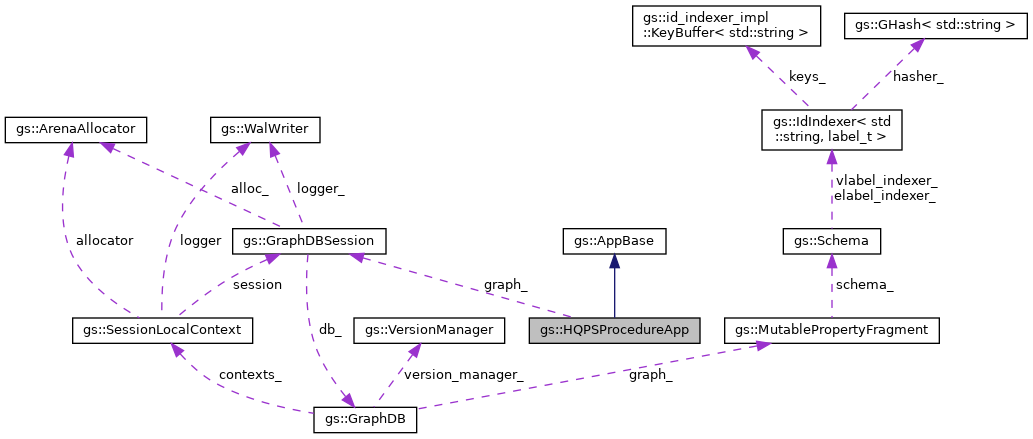 gs::id_indexer_impl
::KeyBuffer< std::string >
gs::GHash< std::string >
keys_
hasher_
gs::ArenaAllocator
gs::WalWriter
gs::IdIndexer< std
::string, label_t >
alloc_
logger_
vlabel_indexer_
elabel_indexer_
allocator
logger
gs::GraphDBSession
gs::AppBase
gs::Schema
session
graph_
schema_
gs::SessionLocalContext
db_
gs::VersionManager
gs::HQPSProcedureApp
gs::MutablePropertyFragment
contexts_
version_manager_
graph_
gs::GraphDB